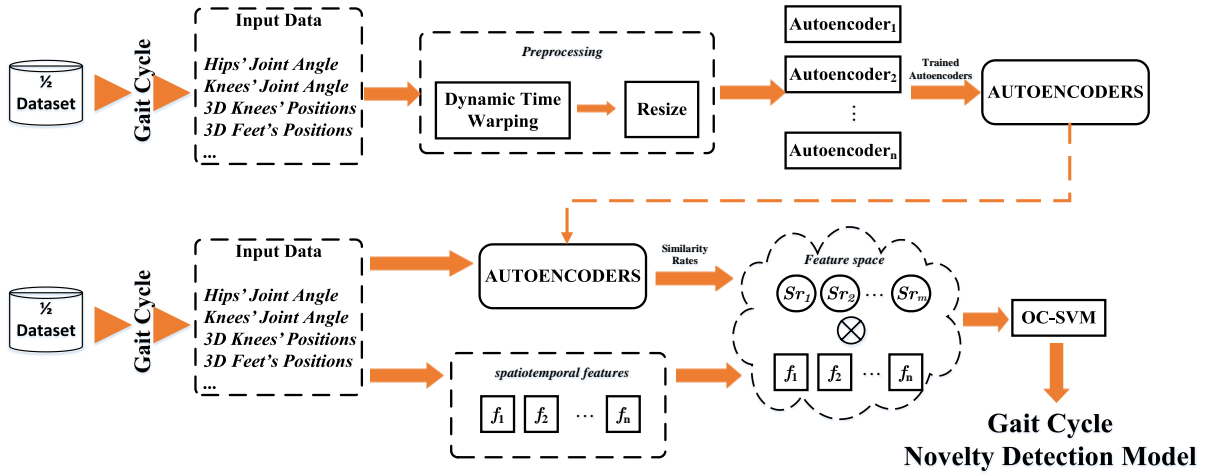 ½
Dataset
Gait Cycle
Input Data
Hips' Joint Angle
Knees' Joint Angle
3D Knees' Positions
3D Feet's Positions
...
Preprocessing
Dynamic Time
Warping
Resize
Autoencoder1
Autoencoder2
...
Autoencodern
Trained
Autoencoders
AUTOENCODERS
½
Dataset
Gait Cycle
Input Data
Hips' Joint Angle
Knees' Joint Angle
3D Knees' Positions
3D Feet's Positions
...
AUTOENCODERS
Similarity
Rates
spatiotemporal features
f1 f2 ... fn
Feature space
Sr1 Sr2 ... Srm
f1 f2 ... fn
OC-SVM
Gait Cycle
Novelty Detection Model